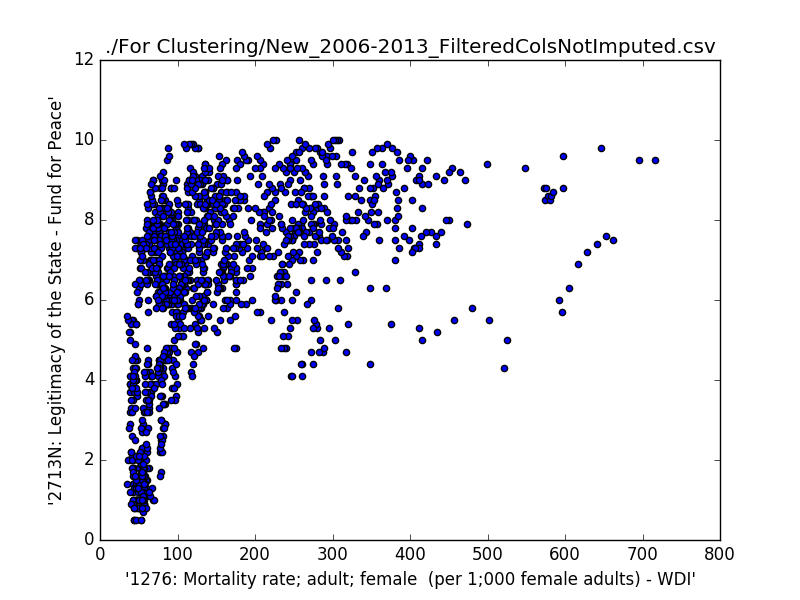 ./For Clustering/New_2006-2013_FilteredColsNotImputed.csv
12
10
8
6
4
2
0
'2713N: Legitimacy of the State - Fund for Peace'
0 100 200 300 400 500 600 700 800
'1276: Mortality rate; adult; female  (per 1;000 female adults) - WDI'